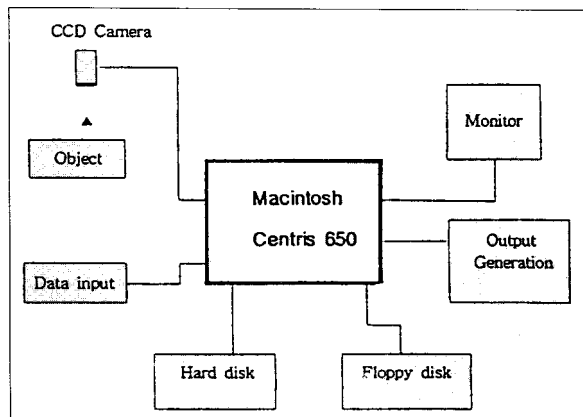 CCD Camera
Object
Monitor
Macintosh
Centris 650
Output
Generation
Data input
Hard disk
Floppy disk